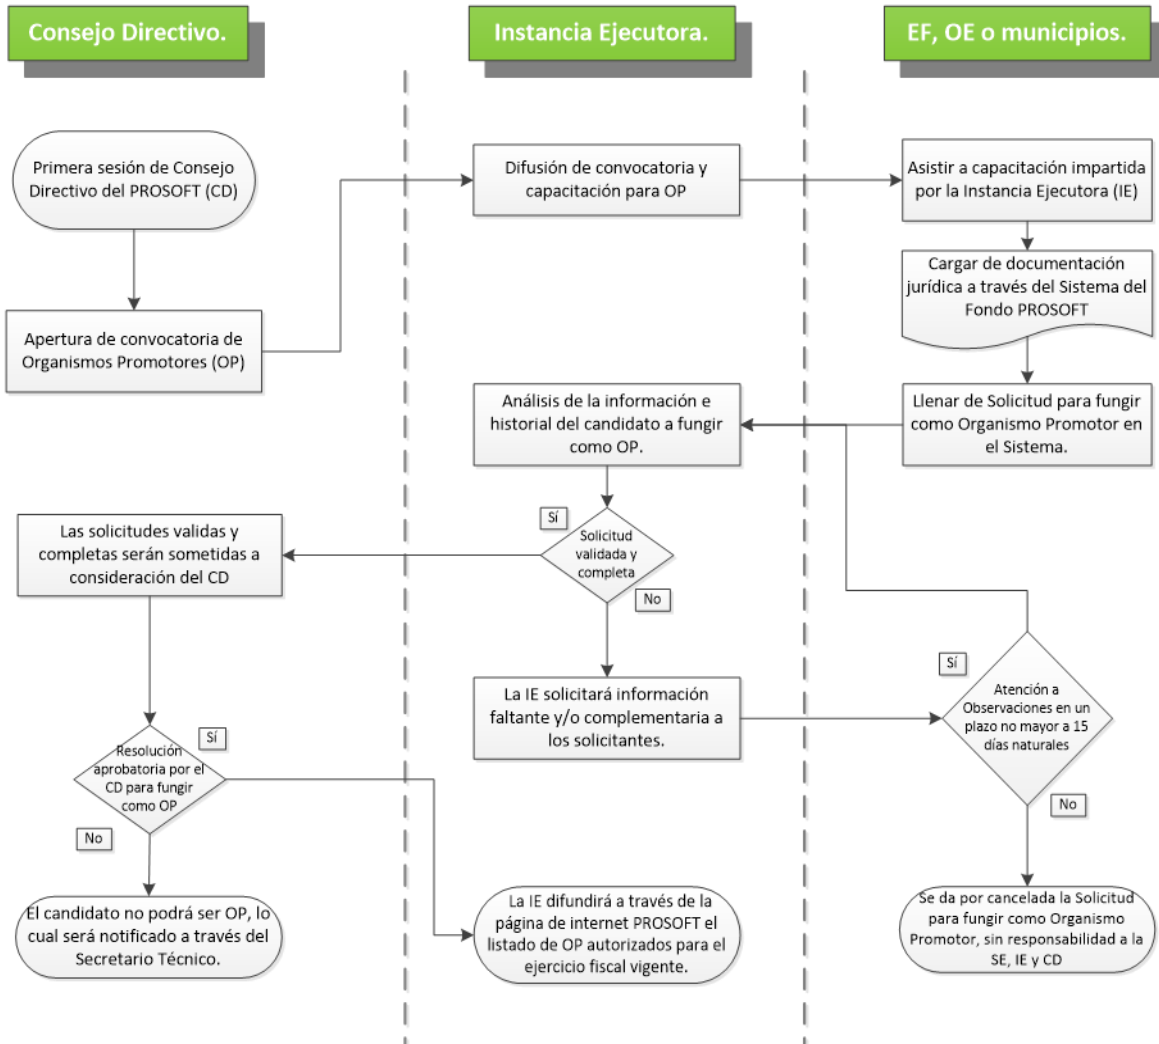 Consejo Directivo.
Instancia Ejecutora.
EF, OE o municipios.
Primera sesión de Consejo
Directivo del PROSOFT (CD)
Difusión de convocatoria y
capacitación para OP
Asistir a capacitación impartida
por la Instancia Ejecutora (IE)
Cargar de documentación
jurídica a través del Sistema del
Fondo PROSOFT
Apertura de convocatoria de
Organismos Promotores (OP)
Análisis de la información e
historial del candidato a fungir
como OP.
Llenar de Solicitud para fungir
como Organismo Promotor en
el Sistema.
Las solicitudes validas y
completas serán sometidas a
consideración del CD
Sí
Solicitud
validada y
completa
No
Sí
La IE solicitará información
faltante y/o complementaria a
los solicitantes.
Atención a
Observaciones en un
plazo no mayor a 15
días naturales
No
Sí
Resolución
aprobatoria por el
CD para fungir
como OP
No
El candidato no podrá ser OP, lo
cual será notificado a través del
Secretario Técnico.
La IE difundirá a través de la
página de internet PROSOFT el
listado de OP autorizados para el
ejercicio fiscal vigente.
Se da por cancelada la Solicitud
para fungir como Organismo
Promotor, sin responsabilidad a la
SE, IE y CD